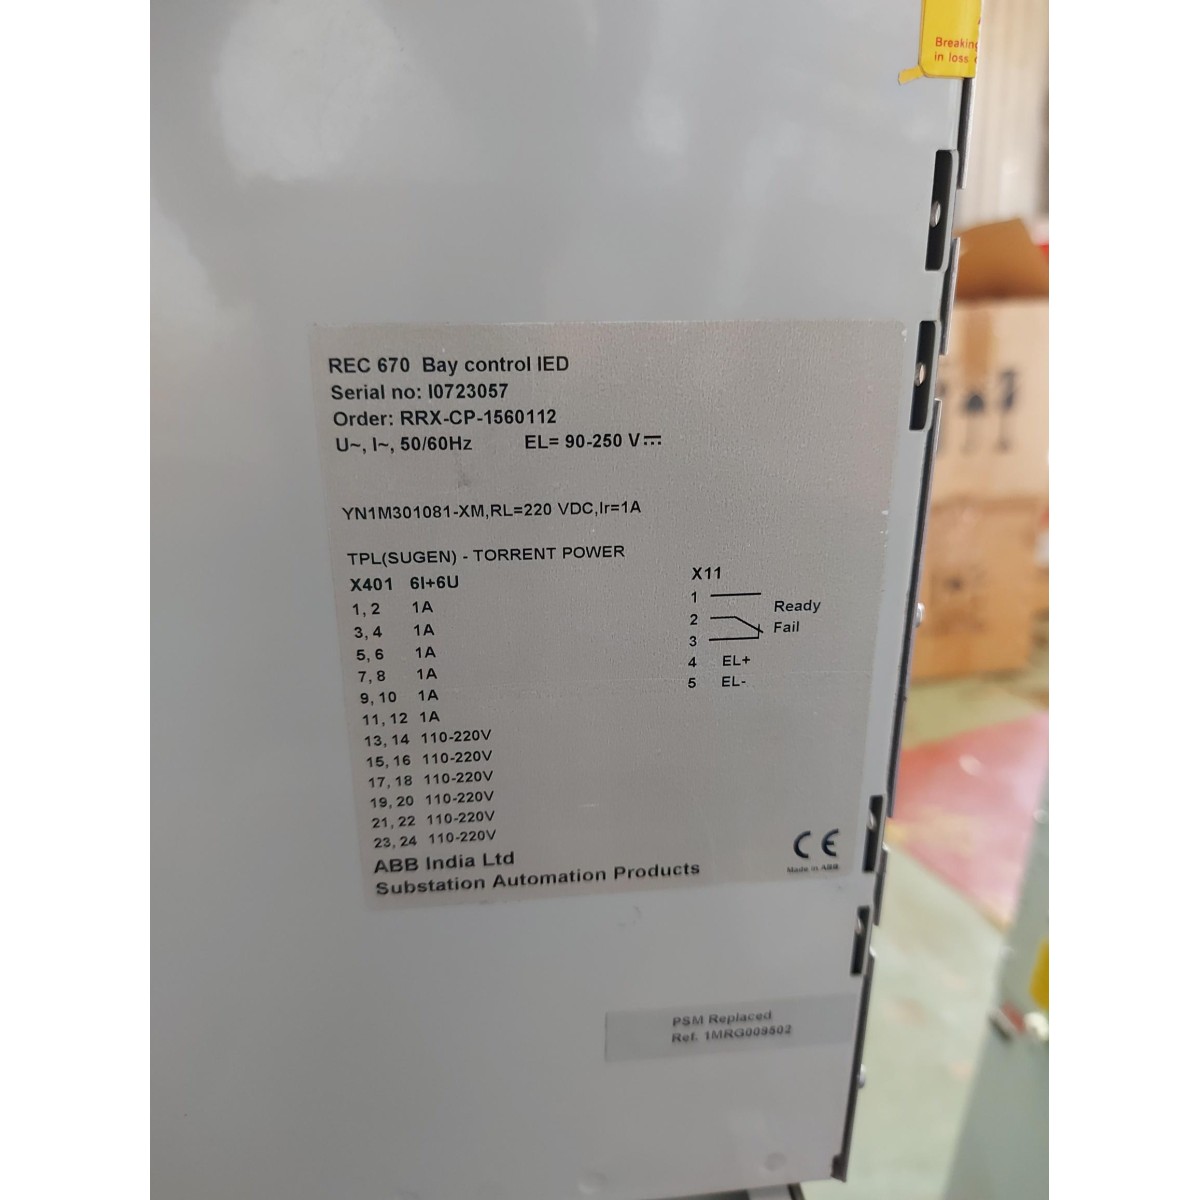 Breaking
in loss
REC 670 Bay control IED
Serial no: I0723057
Order: RRX-CP-1560112
U~, I~, 50/60Hz EL= 90-250 V⎓
YN1M301081-XM,RL=220 VDC,Ir=1A
TPL(SUGEN) - TORRENT POWER
X401 6I+6U
1, 2 1A
3, 4 1A
5, 6 1A
7, 8 1A
9, 10 1A
11, 12 1A
13, 14 110-220V
15, 16 110-220V
17, 18 110-220V
19, 20 110-220V
21, 22 110-220V
23, 24 110-220V
X11
1
2
3
4 EL+
5 EL-
Ready
Fail
ABB India Ltd
Substation Automation Products
CE
Made in ABB
PSM Replaced
Ref. 1MRG009502